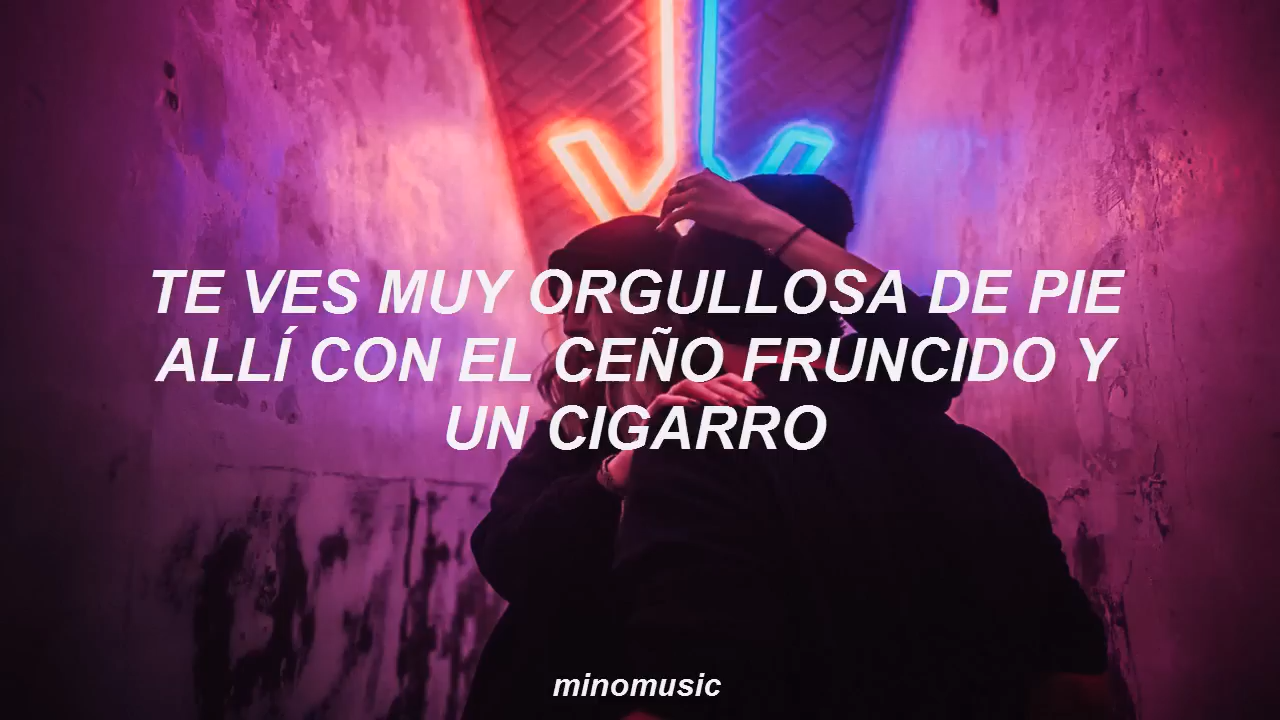 TE VES MUY ORGULLOSA DE PIE
ALLÍ CON EL CEÑO FRUNCIDO Y
UN CIGARRO
minomusic